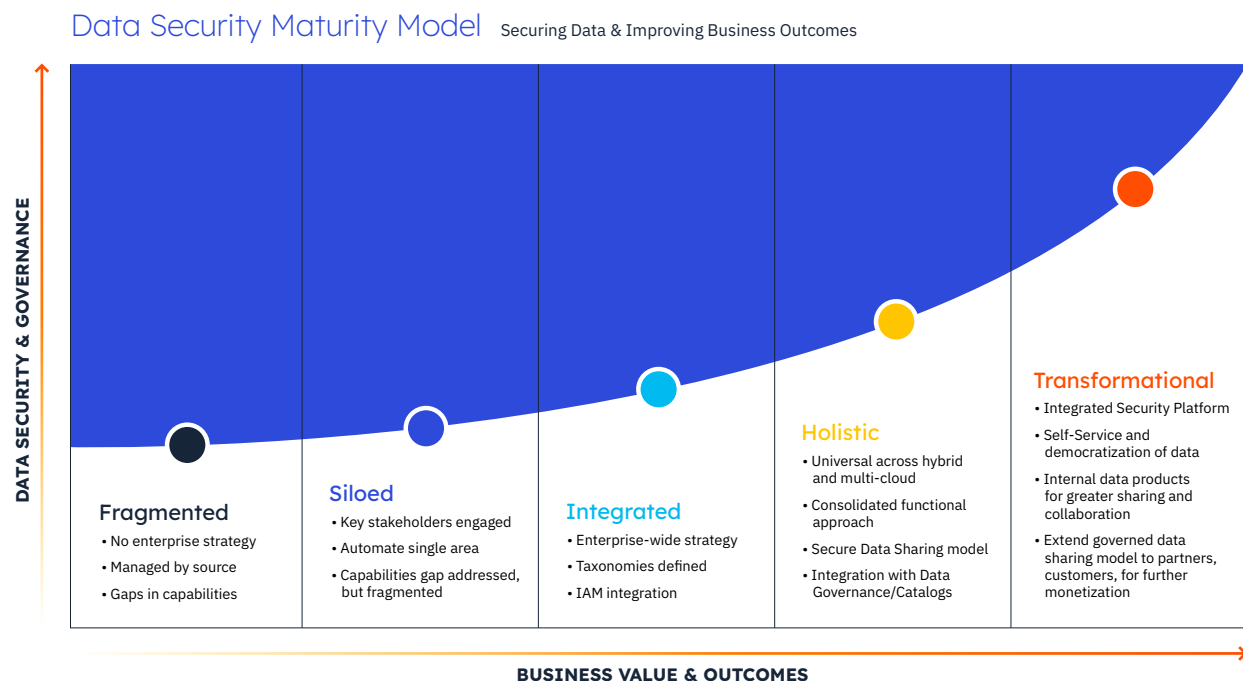 Data Security Maturity Model Securing Data & Improving Business Outcomes
DATA SECURITY & GOVERNANCE
Fragmented
• No enterprise strategy
• Managed by source
• Gaps in capabilities
Siloed
• Key stakeholders engaged
• Automate single area
• Capabilities gap addressed,
but fragmented
Integrated
• Enterprise-wide strategy
• Taxonomies defined
• IAM integration
Holistic
• Universal across hybrid
and multi-cloud
• Consolidated functional
approach
• Secure Data Sharing model
• Integration with Data
Governance/Catalogs
Transformational
• Integrated Security Platform
• Self-Service and
democratization of data
• Internal data products
for greater sharing and
collaboration
• Extend governed data
sharing model to partners,
customers, for further
monetization
BUSINESS VALUE & OUTCOMES